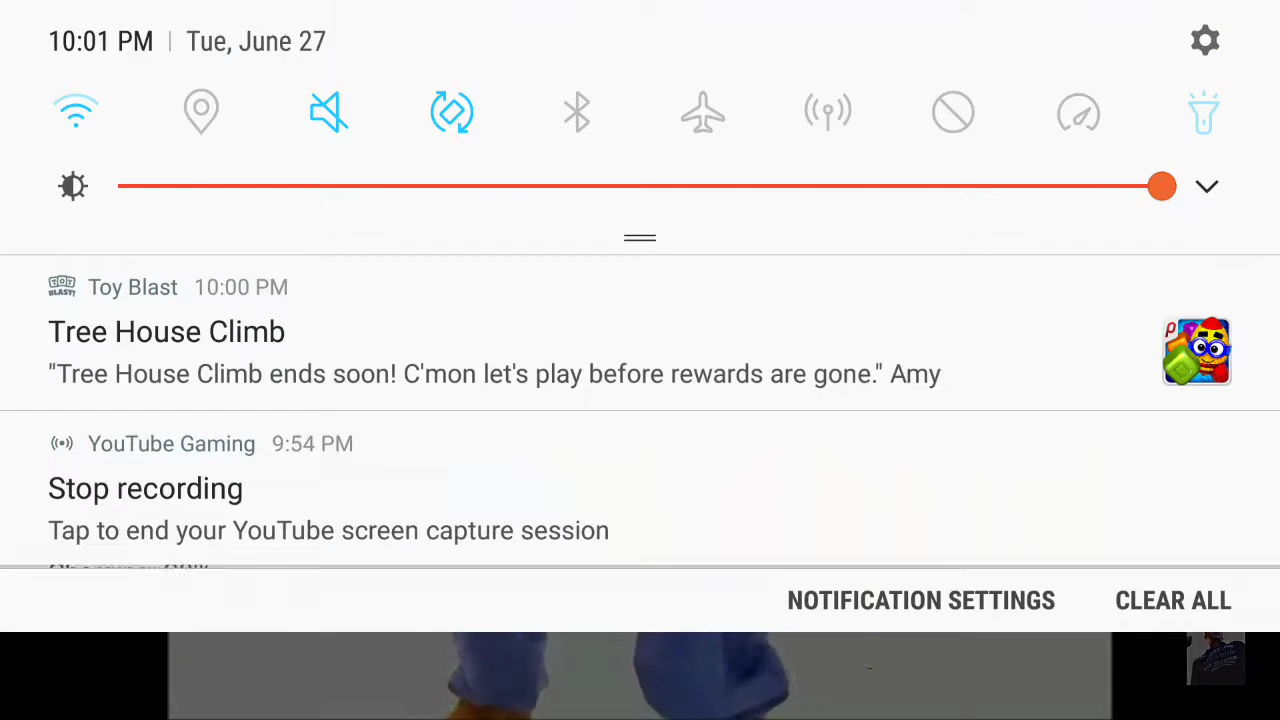 10:01 PM | Tue, June 27
Toy Blast 10:00 PM
Tree House Climb
"Tree House Climb ends soon! C'mon let's play before rewards are gone." Amy
YouTube Gaming 9:54 PM
Stop recording
Tap to end your YouTube screen capture session
NOTIFICATION SETTINGS CLEAR ALL